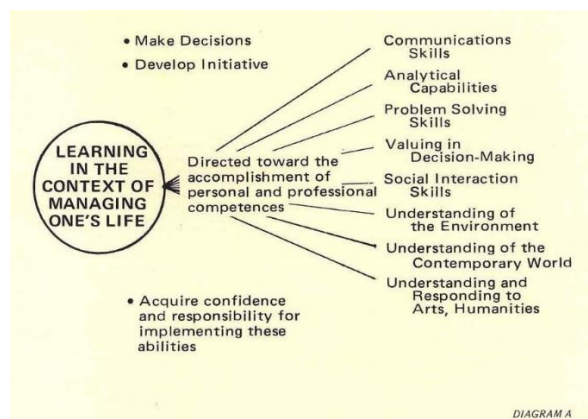 • Make Decisions
• Develop Initiative
LEARNING
IN THE
CONTEXT OF
MANAGING
ONE'S LIFE
Directed toward the
accomplishment of
personal and professional
competences
Communications
Skills
Analytical
Capabilities
Problem Solving
Skills
Valuing in
Decision-Making
Social Interaction
Skills
Understanding of
the Environment
Understanding of the
Contemporary World
Understanding and
Responding to
Arts, Humanities
• Acquire confidence
and responsibility for
implementing these
abilities
DIAGRAM A